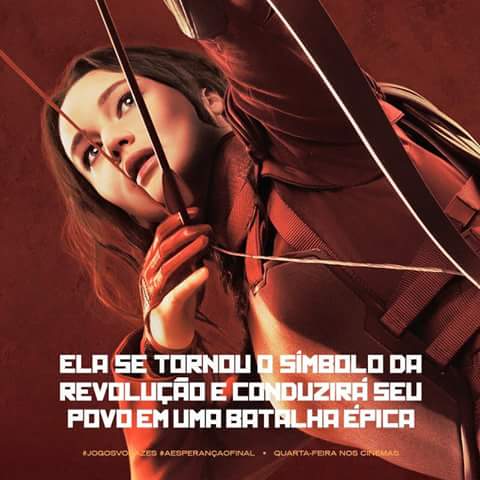 ELA SE TORNOU O SÍMBOLO DA
REVOLUÇÃO E CONDUZIRÁ SEU
POVO EM UMA BATALHA ÉPICA
#JOGOSVORAZES #AESPERANÇAOFINAL • QUARTA-FEIRA NOS CINEMAS